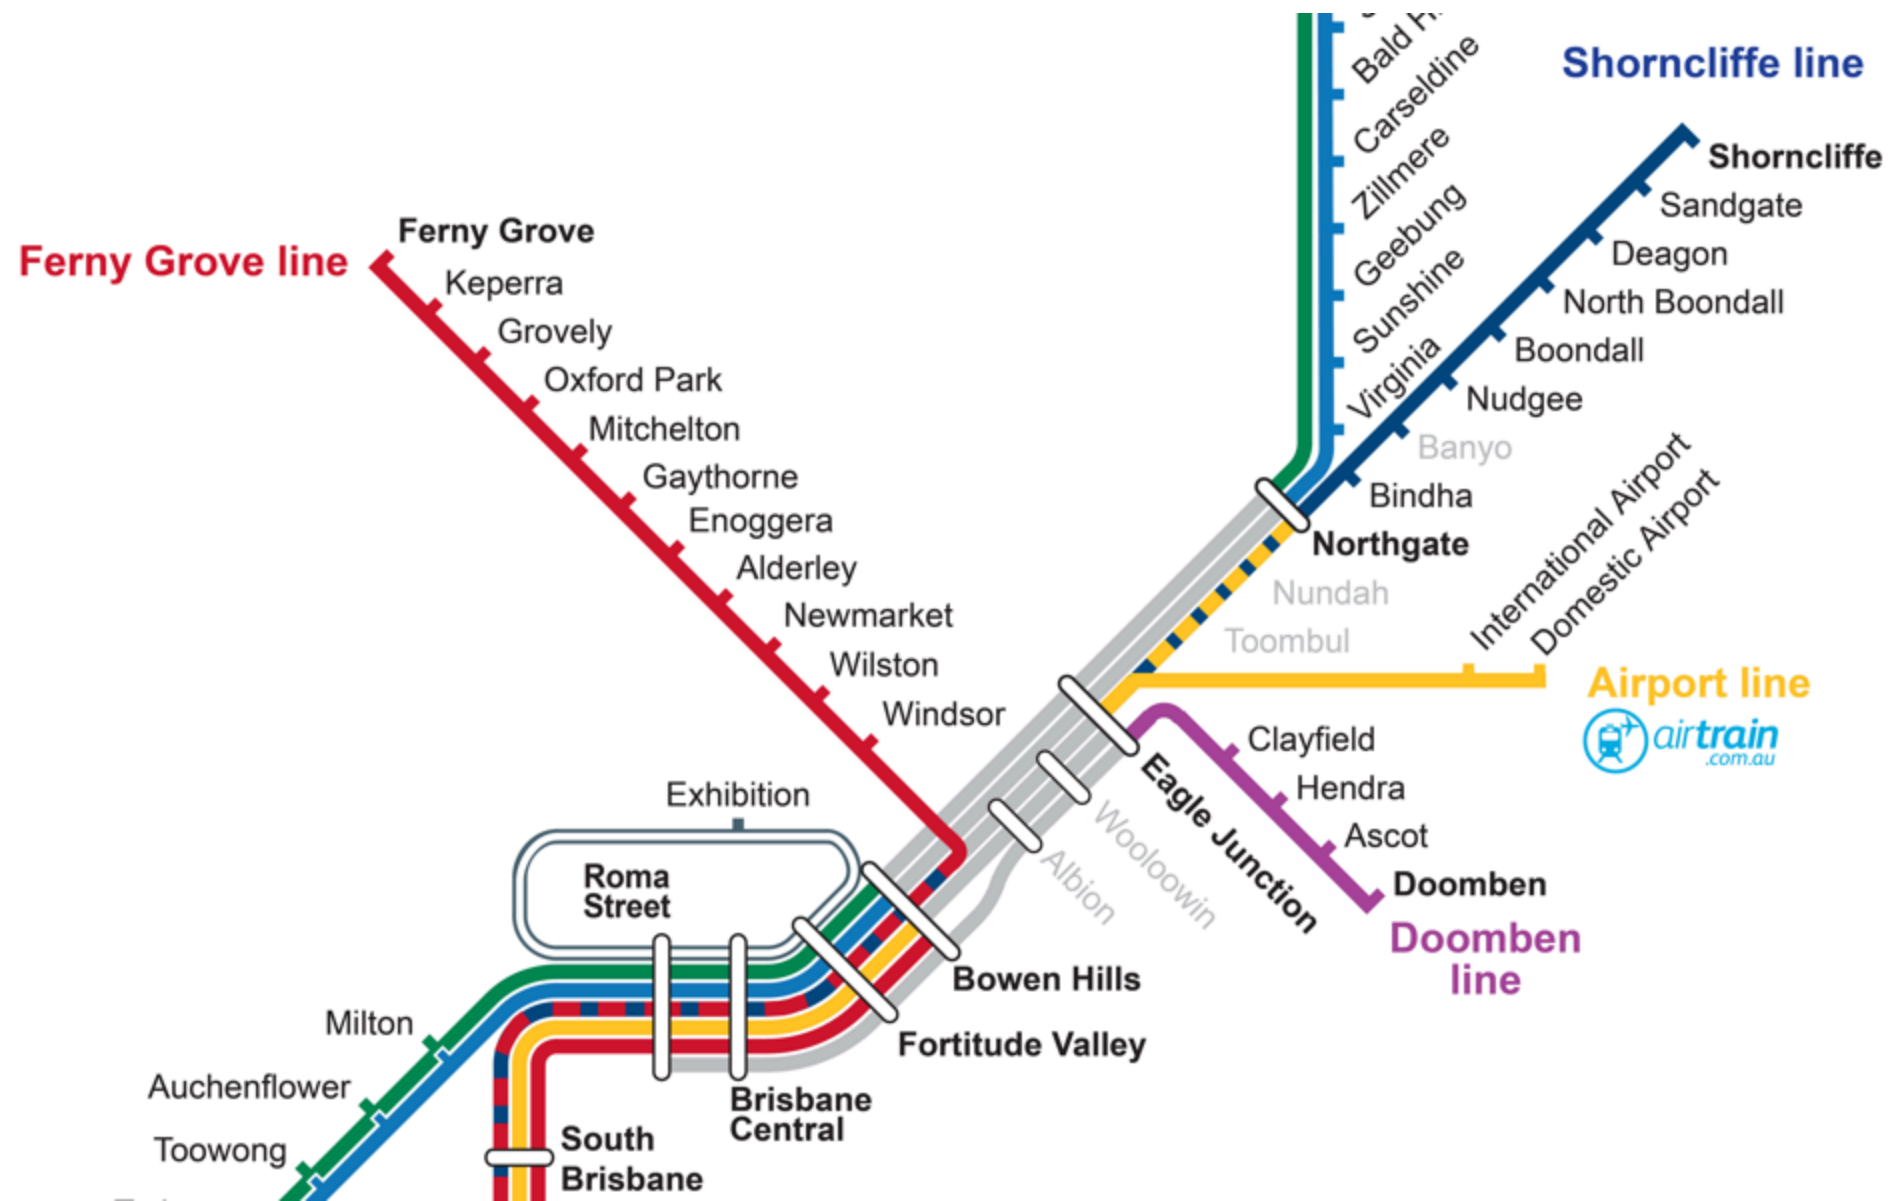 Bald
Carseldine
Zillmere
Geebung
Sunshine
Virginia
Shorncliffe line
Shorncliffe
Sandgate
Deagon
North Boondall
Boondall
Nudgee
Banyo
Bindha
Northgate
Nundah
Toombul
International Airport
Domestic Airport
Airport line
airtrain
.com.au
Ferny Grove line
Ferny Grove
Keperra
Grovely
Oxford Park
Mitchelton
Gaythorne
Enoggera
Alderley
Newmarket
Wilston
Windsor
Eagle Junction
Wooloowin
Albion
Clayfield
Hendra
Ascot
Doomben
Doomben
line
Exhibition
Roma
Street
Bowen Hills
Fortitude Valley
Brisbane
Central
Milton
Auchenflower
Toowong
South
Brisbane